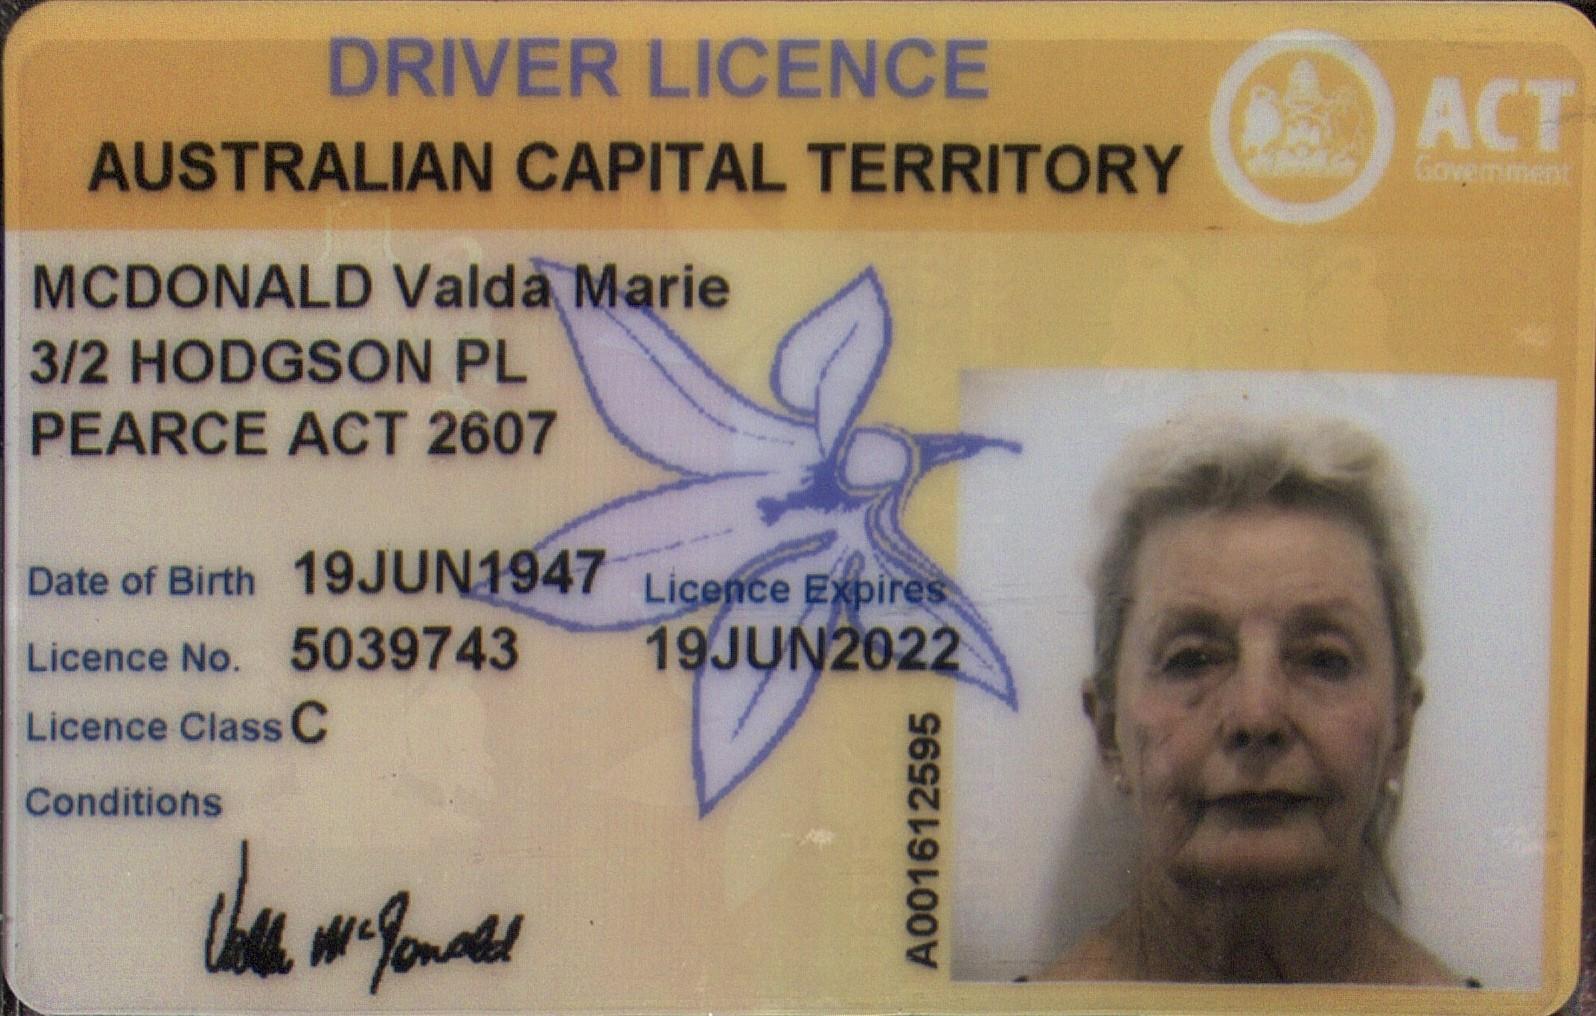 DRIVER LICENCE
AUSTRALIAN CAPITAL TERRITORY
ACT
Government
MCDONALD Valda Marie
3/2 HODGSON PL
PEARCE ACT 2607
Date of Birth 19JUN1947
Licence Expires
19JUN2022
Licence No. 5039743
Licence Class C
Conditions
Valda McDonald
A001612595